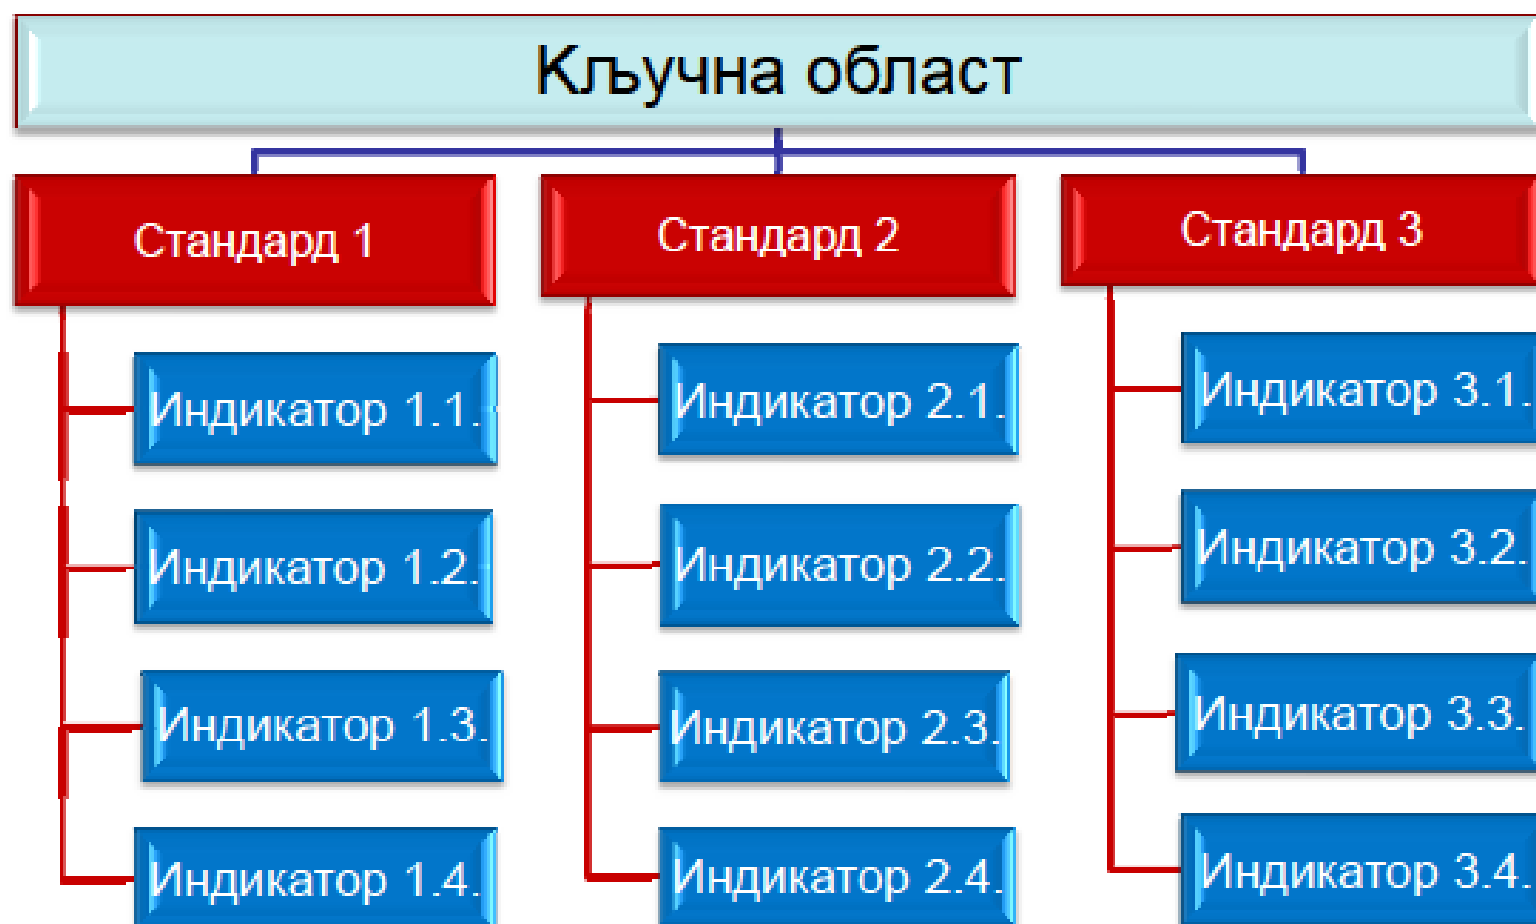 Кључна област
Стандард 1
Индикатор 1.1.
Индикатор 1.2.
Индикатор 1.3.
Индикатор 1.4.
Стандард 2
Индикатор 2.1.
Индикатор 2.2.
Индикатор 2.3.
Индикатор 2.4.
Стандард 3
Индикатор 3.1.
Индикатор 3.2.
Индикатор 3.3.
Индикатор 3.4.